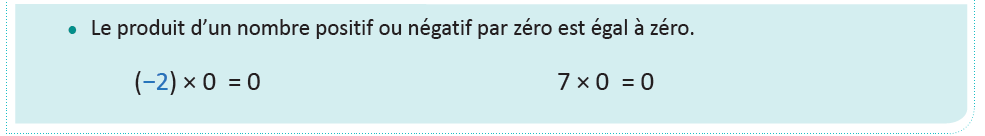 • Le produit d’un nombre positif ou négatif par zéro est égal à zéro.
(−2) × 0 = 0 7 × 0 = 0